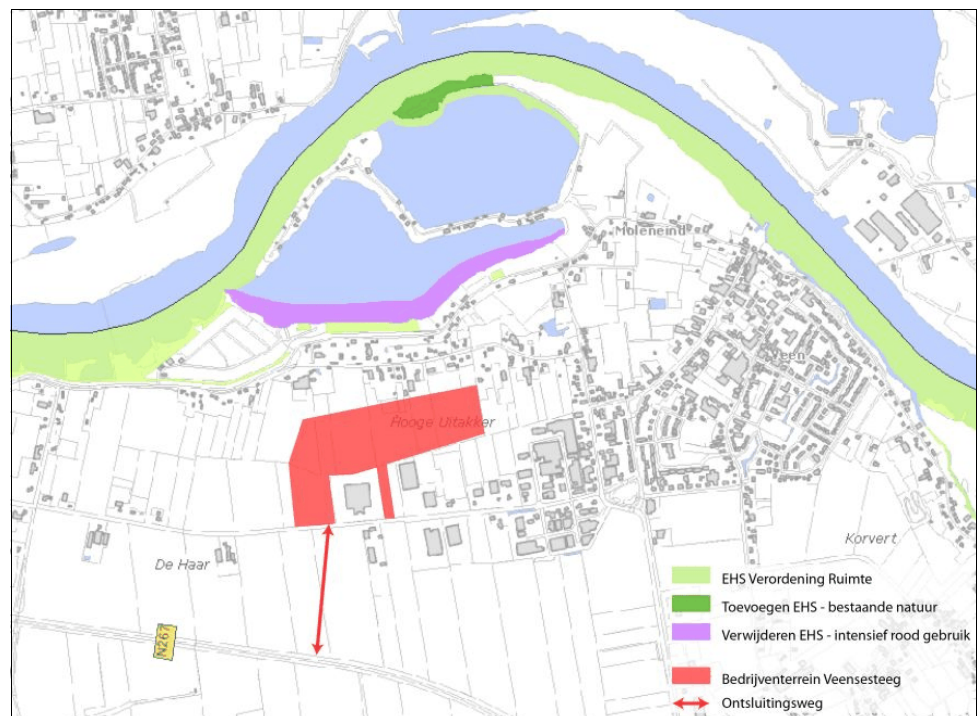 Moleneind
Veen
Hooge Uitakker
Korvert
De Haar
N267
EHS Verordening Ruimte
Toevoegen EHS - bestaande natuur
Verwijderen EHS - intensief rood gebruik
Bedrijventerrein Veensesteeg
Ontsluitingsweg